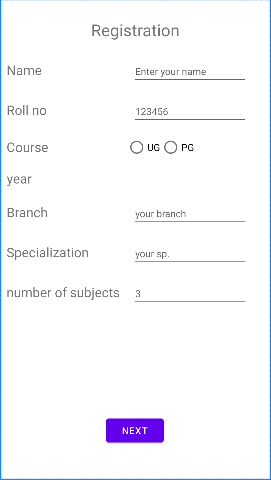 Registration
Name Enter your name
Roll no 123456
Course UG PG
year
Branch your branch
Specialization your sp.
number of subjects 3
NEXT